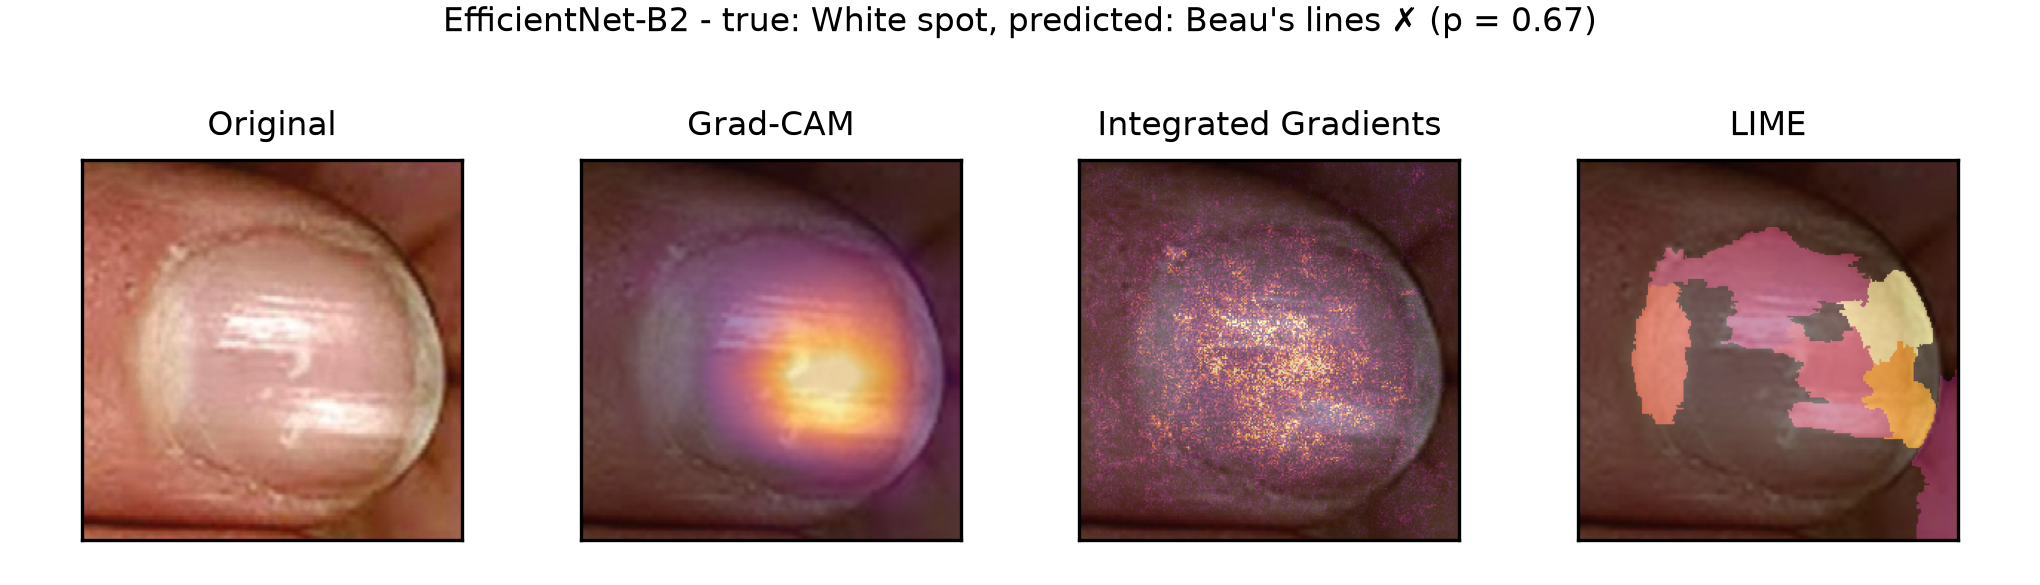 EfficientNet-B2 - true: White spot, predicted: Beau's lines ✗ (p = 0.67)
Original
Grad-CAM
Integrated Gradients
LIME